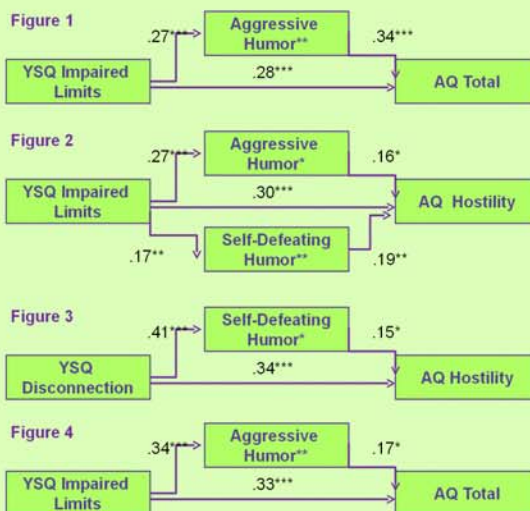 Figure 1
Aggressive
Humor**
.27***
.34***
YSQ Impaired
Limits
.28***
AQ Total
Figure 2
Aggressive
Humor*
.27***
.16*
YSQ Impaired
Limits
.30***
AQ Hostility
Self-Defeating
Humor**
.17**
.19**
Figure 3
Self-Defeating
Humor*
.41***
.15*
YSQ
Disconnection
.34***
AQ Hostility
Figure 4
Aggressive
Humor**
.34***
.17*
YSQ Impaired
Limits
.33***
AQ Total